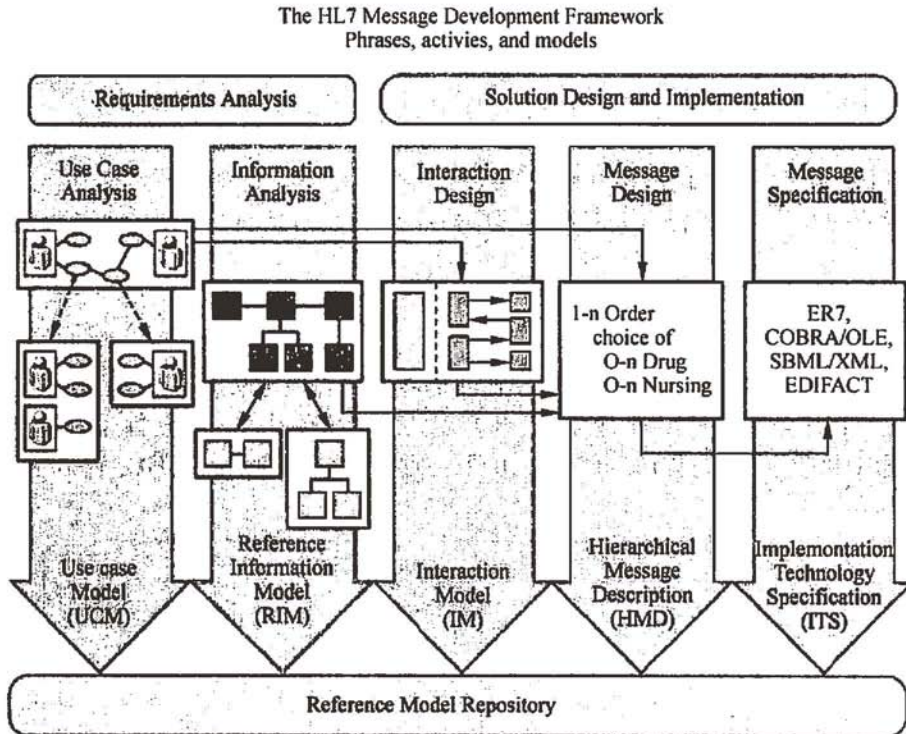 The HL7 Message Development Framework
Phrases, activies, and models
Requirements Analysis
Solution Design and Implementation
Use Case
Analysis
Information
Analysis
Interaction
Design
Message
Design
Message
Specification
1-n Order
choice of
O-n Drug
O-n Nursing
ER7,
COBRA/OLE,
SBML/XML,
EDIFACT
Use case
Model
(UCM)
Reference
Information
Model
(RIM)
Interaction
Model
(IM)
Hierarchical
Message
Description
(HMD)
Implemontation
Technology
Specification
(ITS)
Reference Model Repository